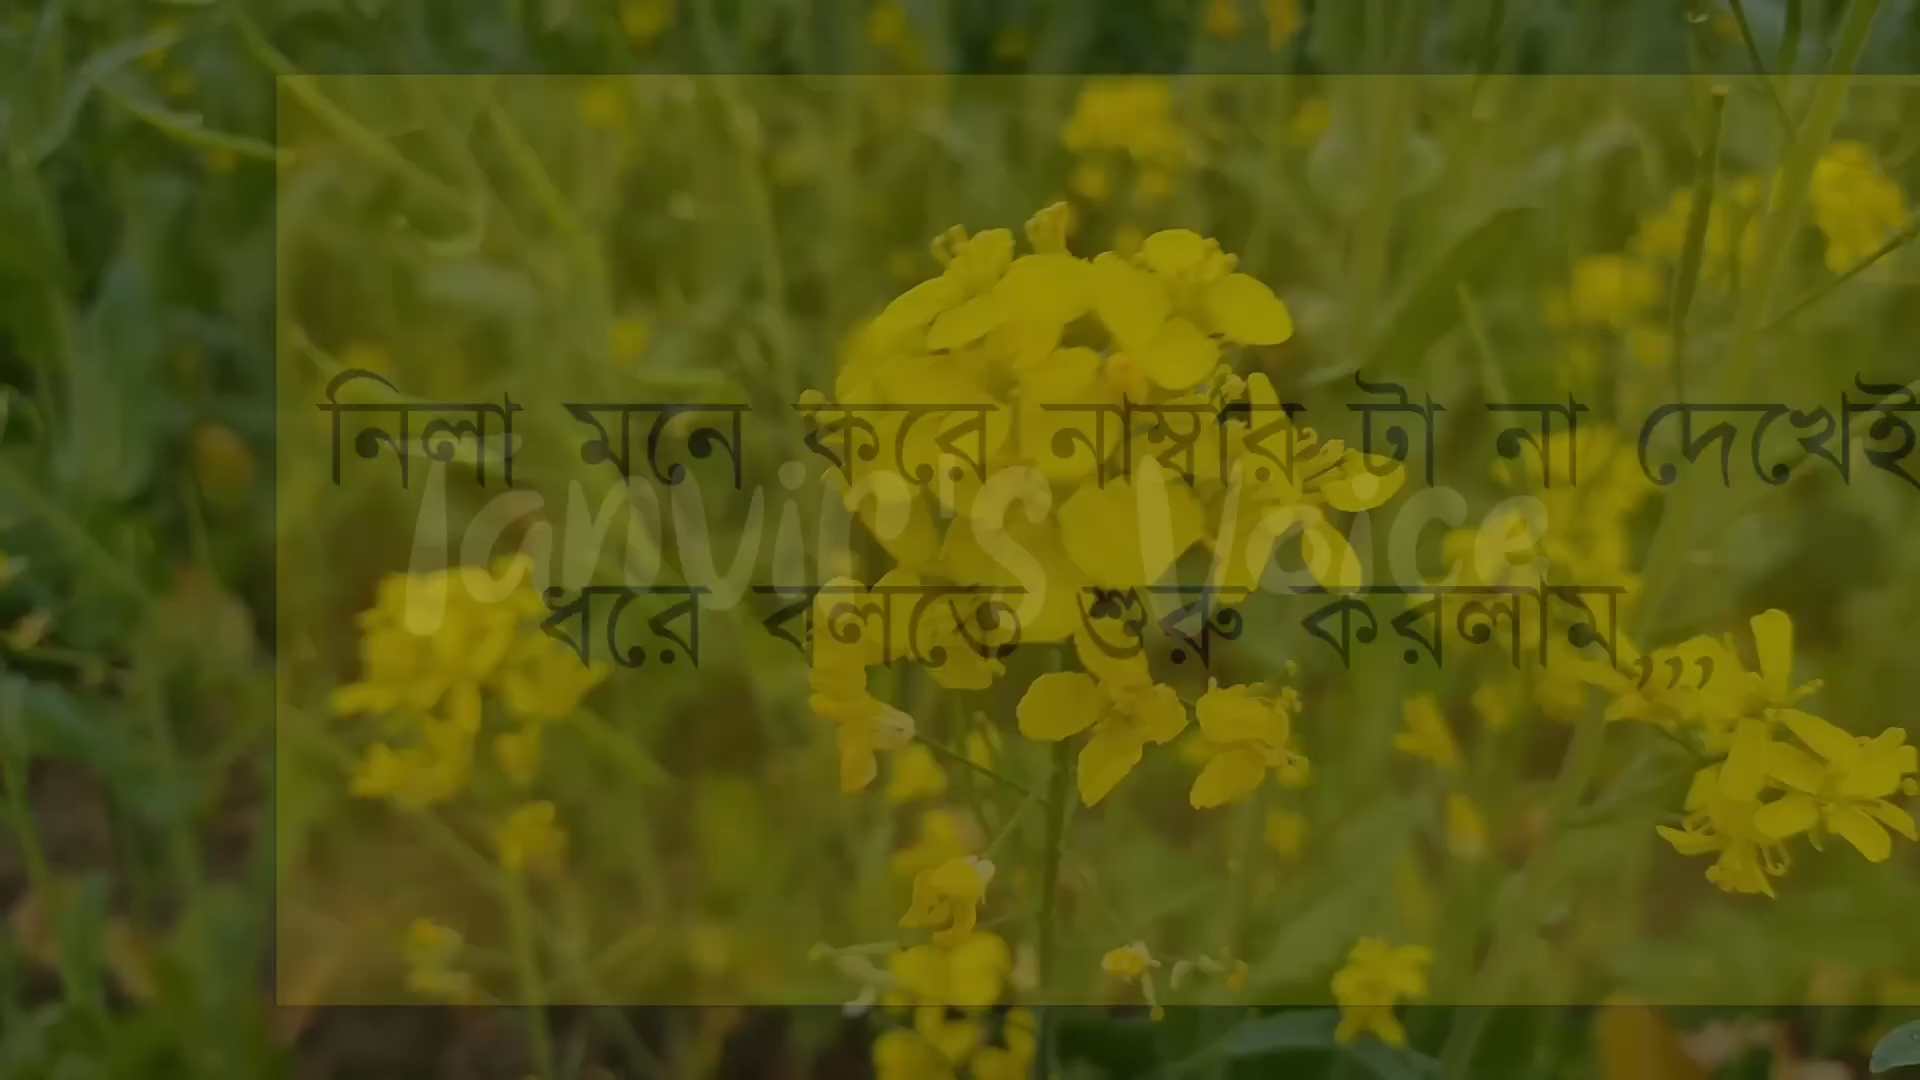 নিলা মনে করে নাম্বার টা না দেখেই
Tanvir's Voice
ধরে বলতে শুরু করলাম,,,